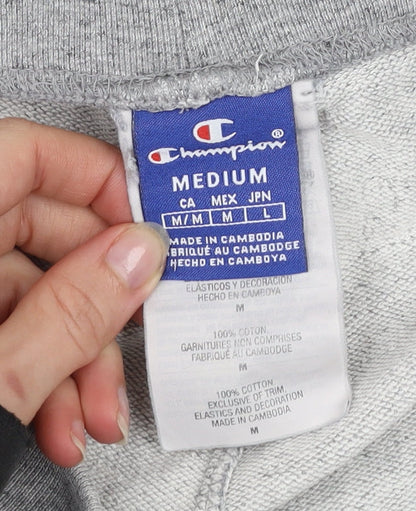 Champion®
MEDIUM
CA MEX JPN
M/M M L
MADE IN CAMBODIA
FABRIQUÉ AU CAMBODGE
HECHO EN CAMBOYA
ELÁSTICOS Y DECORACIÓN
HECHO EN CAMBOYA
M
100% COTON
GARNITURES NON COMPRISES
FABRIQUÉ AU CAMBODGE
M
100% COTTON
EXCLUSIVE OF TRIM,
ELASTICS AND DECORATION
MADE IN CAMBODIA
M